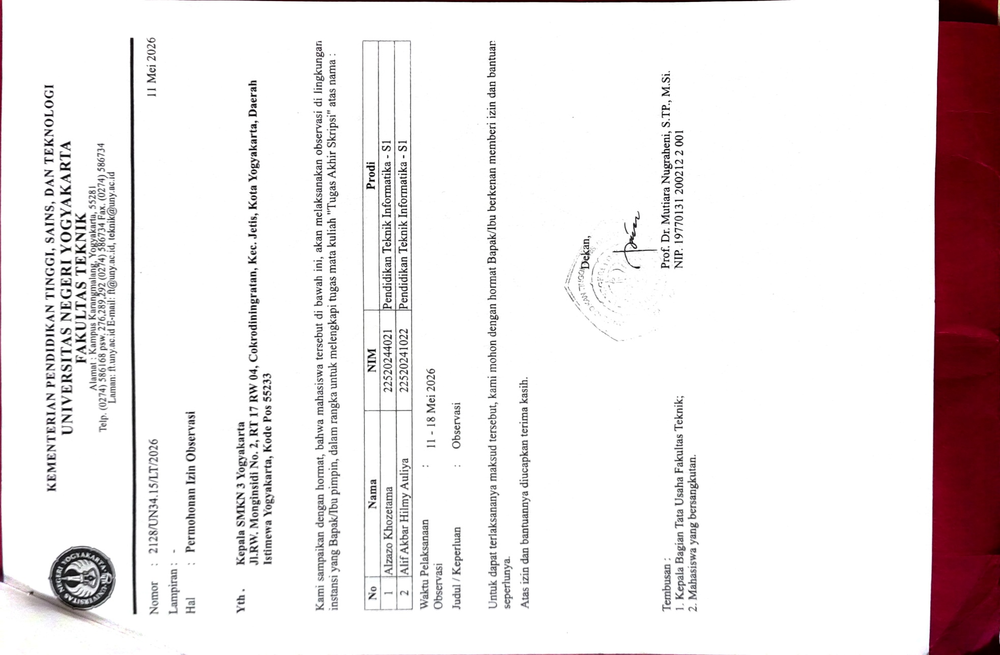 KEMENTERIAN PENDIDIKAN TINGGI, SAINS, DAN TEKNOLOGI
UNIVERSITAS NEGERI YOGYAKARTA
FAKULTAS TEKNIK
Alamat : Kampus Karangmalang, Yogyakarta, 55281
Telp. (0274) 586168 psw. 276,289,292 (0274) 586734 Fax. (0274) 586734
Laman: ft.uny.ac.id E-mail: ft@uny.ac.id, teknik@uny.ac.id
UNIVERSITAS NEGERI YOGYAKARTA
Nomor : 2128/UN34.15/LT/2026 11 Mei 2026
Lampiran : -
Hal : Permohonan Izin Observasi
Yth . Kepala SMKN 3 Yogyakarta
Jl.RW. Monginsidi No. 2, RT 17 RW 04, Cokrodiningratan, Kec. Jetis, Kota Yogyakarta, Daerah
Istimewa Yogyakarta, Kode Pos 55233
Kami sampaikan dengan hormat, bahwa mahasiswa tersebut di bawah ini, akan melaksanakan observasi di lingkungan
instansi yang Bapak/Ibu pimpin, dalam rangka untuk melengkapi tugas mata kuliah "Tugas Akhir Skripsi" atas nama :
No Nama NIM Prodi
1 Alzazo Khozetama 22520244021 Pendidikan Teknik Informatika - S1
2 Alif Akbar Hilmy Auliya 22520241022 Pendidikan Teknik Informatika - S1
Waktu Pelaksanaan : 11 - 18 Mei 2026
Observasi
Judul / Keperluan : Observasi
Untuk dapat terlaksananya maksud tersebut, kami mohon dengan hormat Bapak/Ibu berkenan memberi izin dan bantuan
seperlunya.
Atas izin dan bantuannya diucapkan terima kasih.
Dekan,
Prof. Dr. Mutiara Nugraheni, S.TP., M.Si.
NIP. 19770131 200212 2 001
Tembusan :
1. Kepala Bagian Tata Usaha Fakultas Teknik;
2. Mahasiswa yang bersangkutan.